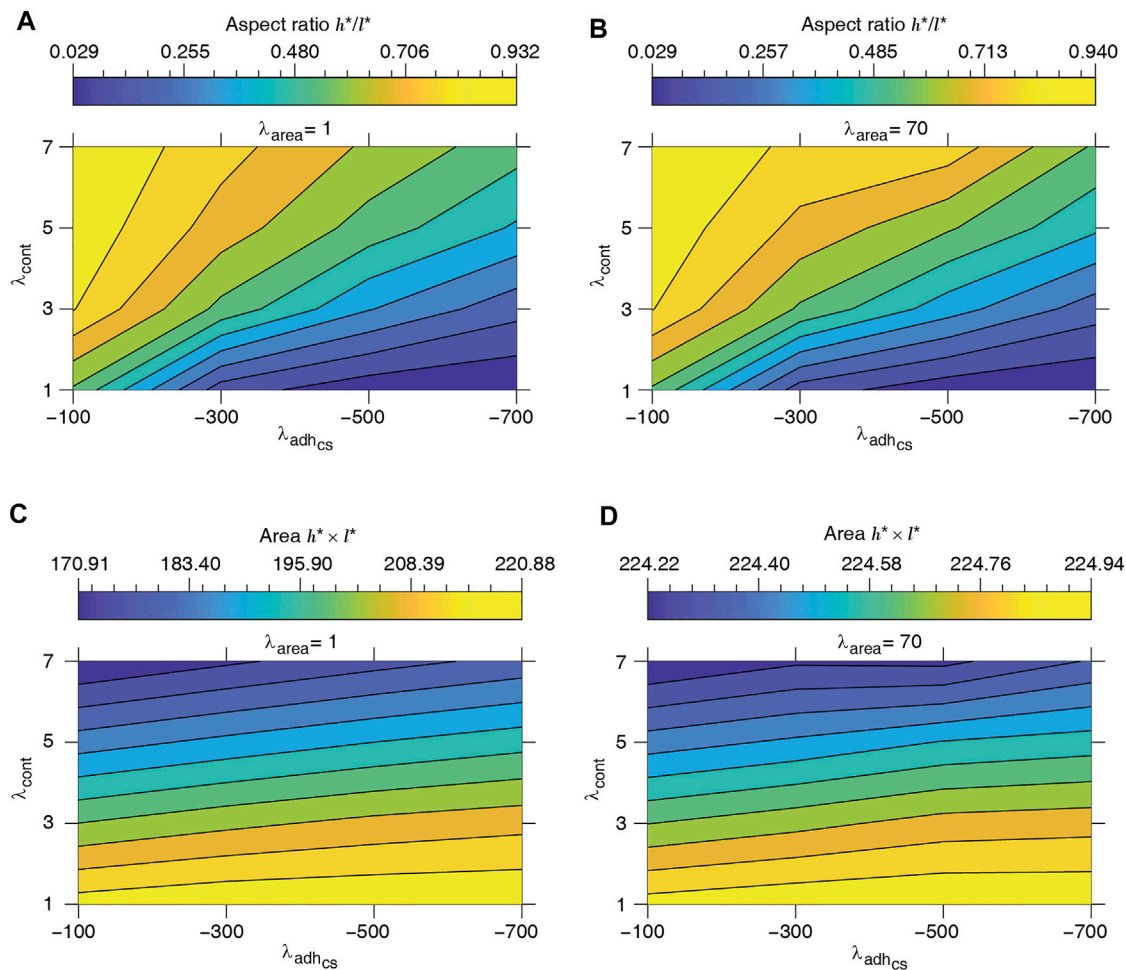 A
Aspect ratio h*/l*
0.029 0.255 0.480 0.706 0.932
λarea= 1
7
5
3
1
λcont
−100 −300 −500 −700
λadhCS
B
Aspect ratio h*/l*
0.029 0.257 0.485 0.713 0.940
λarea= 70
7
5
3
1
λcont
−100 −300 −500 −700
λadhCS
C
Area h* × l*
170.91 183.40 195.90 208.39 220.88
λarea= 1
7
5
3
1
λcont
−100 −300 −500 −700
λadhCS
D
Area h* × l*
224.22 224.40 224.58 224.76 224.94
λarea= 70
7
5
3
1
λcont
−100 −300 −500 −700
λadhCS